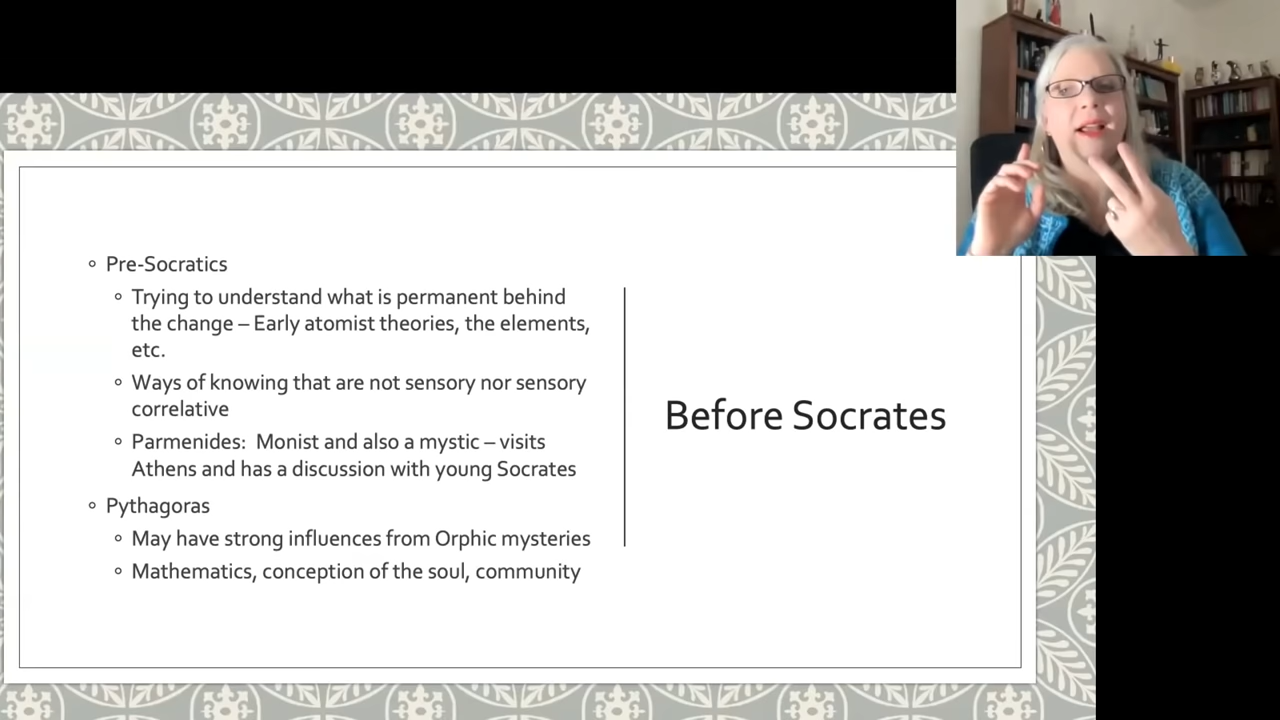 ◦ Pre-Socratics
◦ Trying to understand what is permanent behind
the change – Early atomist theories, the elements,
etc.
◦ Ways of knowing that are not sensory nor sensory
correlative
◦ Parmenides:  Monist and also a mystic – visits
Athens and has a discussion with young Socrates
◦ Pythagoras
◦ May have strong influences from Orphic mysteries
◦ Mathematics, conception of the soul, community
Before Socrates